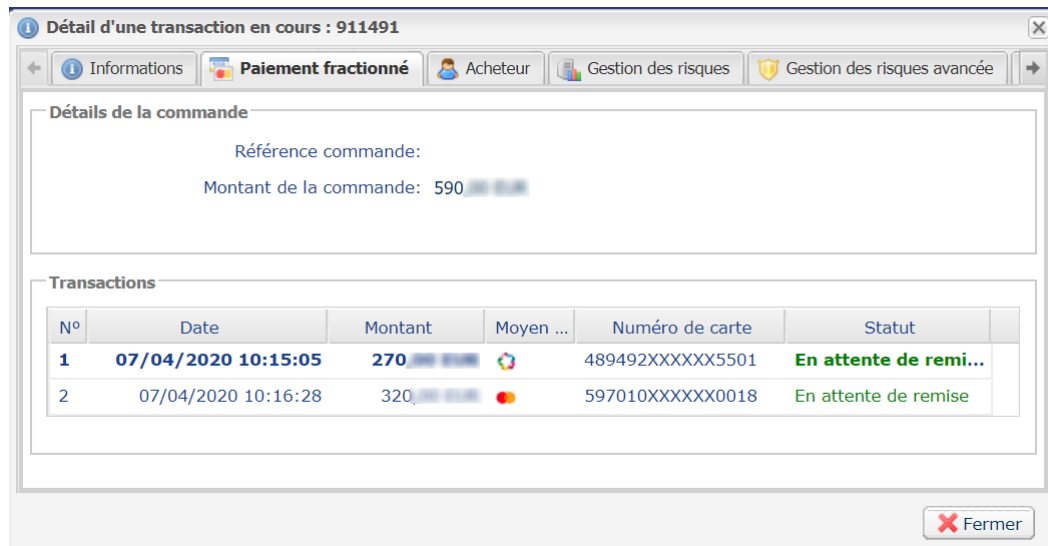 Détail d'une transaction en cours : 911491
Informations Paiement fractionné Acheteur Gestion des risques Gestion des risques avancée
Détails de la commande
Référence commande:
Montant de la commande: 590
Transactions
Nº Date Montant Moyen ... Numéro de carte Statut
1 07/04/2020 10:15:05 270 489492XXXXXX5501 En attente de remi...
2 07/04/2020 10:16:28 320 597010XXXXXX0018 En attente de remise
Fermer